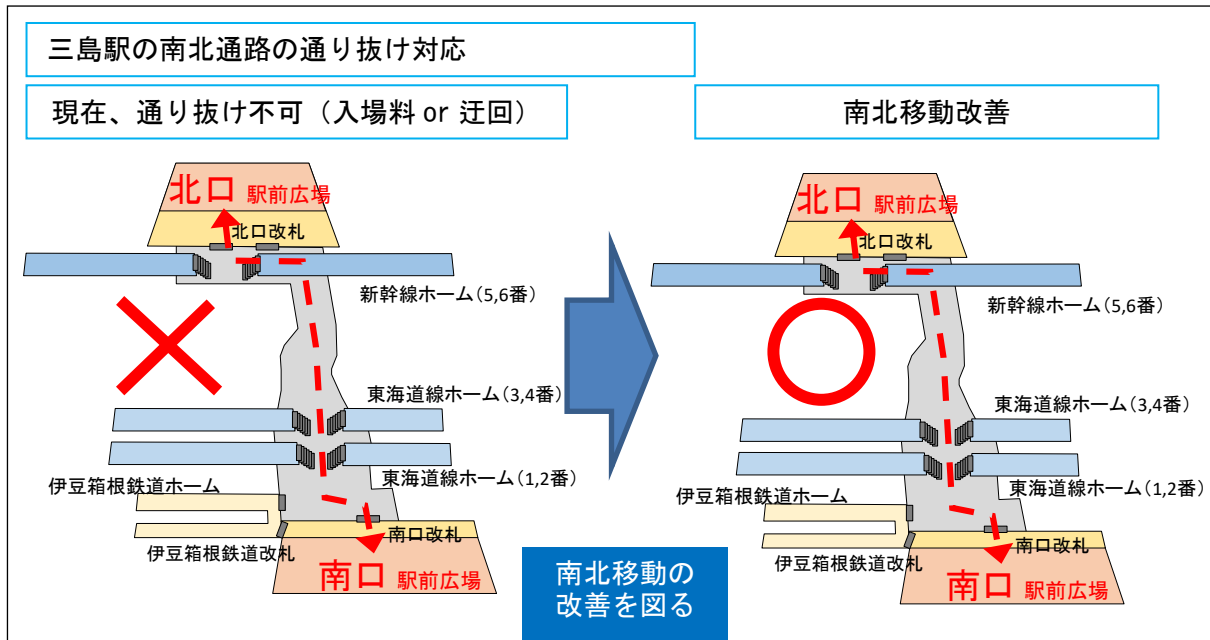 三島駅の南北通路の通り抜け対応
現在、通り抜け不可（入場料 or 迂回）
北口 駅前広場
北口改札
新幹線ホーム（5,6番）
東海道線ホーム（3,4番）
東海道線ホーム（1,2番）
伊豆箱根鉄道ホーム
伊豆箱根鉄道改札
南口改札
南口 駅前広場
南北移動の
改善を図る
南北移動改善
北口 駅前広場
北口改札
新幹線ホーム（5,6番）
東海道線ホーム（3,4番）
東海道線ホーム（1,2番）
伊豆箱根鉄道ホーム
伊豆箱根鉄道改札
南口改札
南口 駅前広場